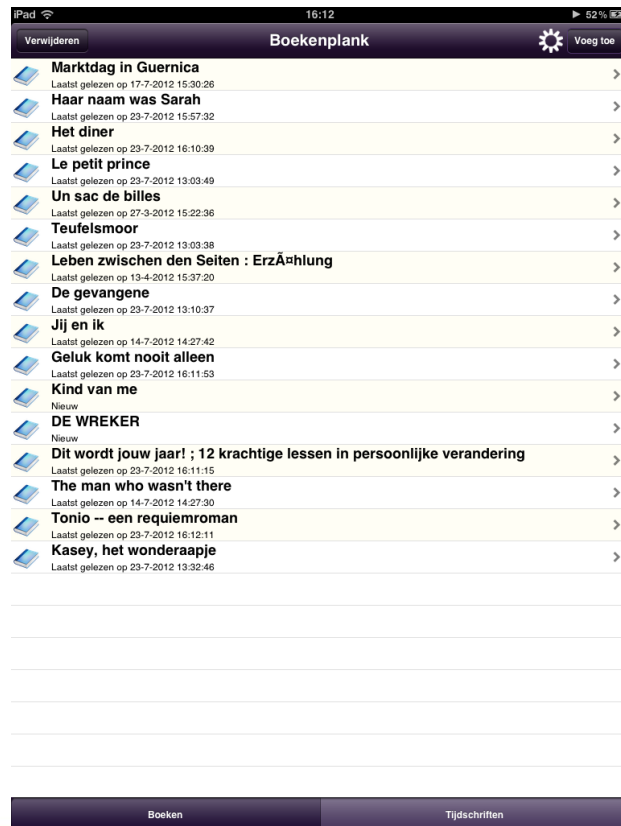 iPad 16:12 52%
Verwijderen Boekenplank Voeg toe
Marktdag in Guernica
Laatst gelezen op 17-7-2012 15:30:26
Haar naam was Sarah
Laatst gelezen op 23-7-2012 15:57:32
Het diner
Laatst gelezen op 23-7-2012 16:10:39
Le petit prince
Laatst gelezen op 23-7-2012 13:03:49
Un sac de billes
Laatst gelezen op 27-3-2012 15:22:36
Teufelsmoor
Laatst gelezen op 23-7-2012 13:03:38
Leben zwischen den Seiten : ErzÃ¤hlung
Laatst gelezen op 13-4-2012 15:37:20
De gevangene
Laatst gelezen op 23-7-2012 13:10:37
Jij en ik
Laatst gelezen op 14-7-2012 14:27:42
Geluk komt nooit alleen
Laatst gelezen op 23-7-2012 16:11:53
Kind van me
Nieuw
DE WREKER
Nieuw
Dit wordt jouw jaar! ; 12 krachtige lessen in persoonlijke verandering
Laatst gelezen op 23-7-2012 16:11:15
The man who wasn't there
Laatst gelezen op 14-7-2012 14:27:30
Tonio -- een requiemroman
Laatst gelezen op 23-7-2012 16:12:11
Kasey, het wonderaapje
Laatst gelezen op 23-7-2012 13:32:46
Boeken Tijdschriften